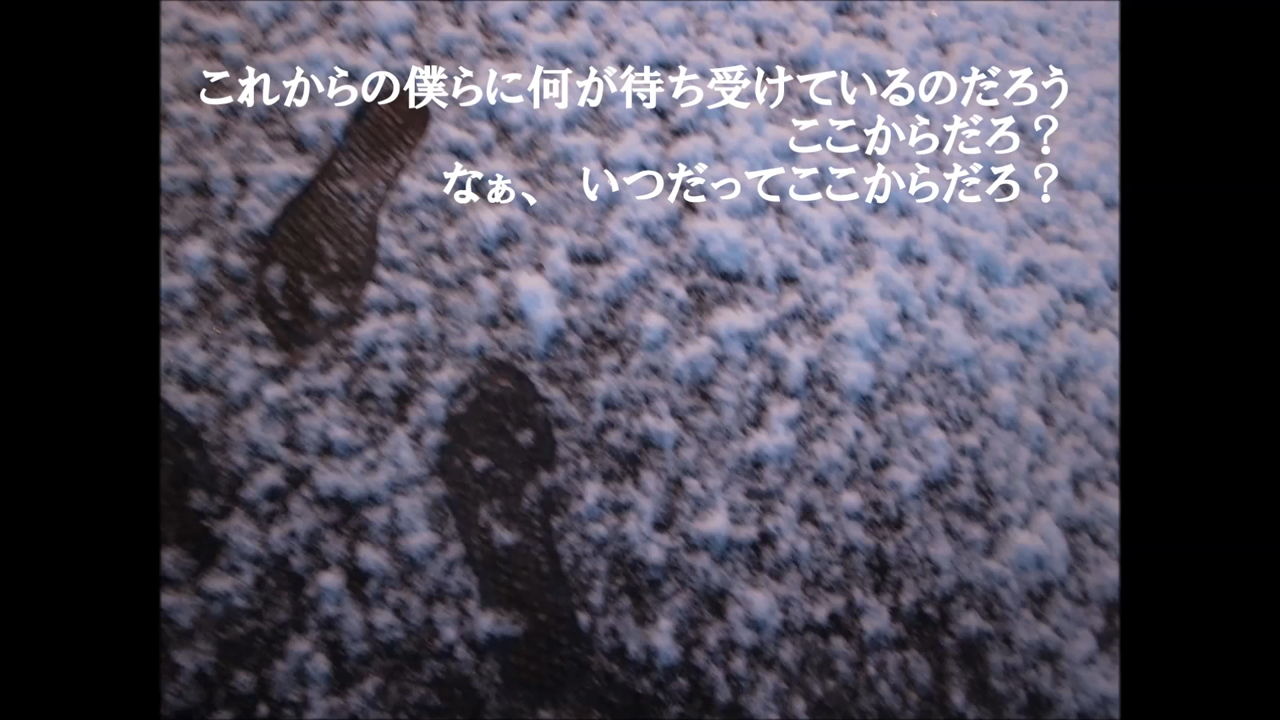 これからの僕らに何が待ち受けているのだろう
ここからだろ？
なぁ、 いつだってここからだろ？